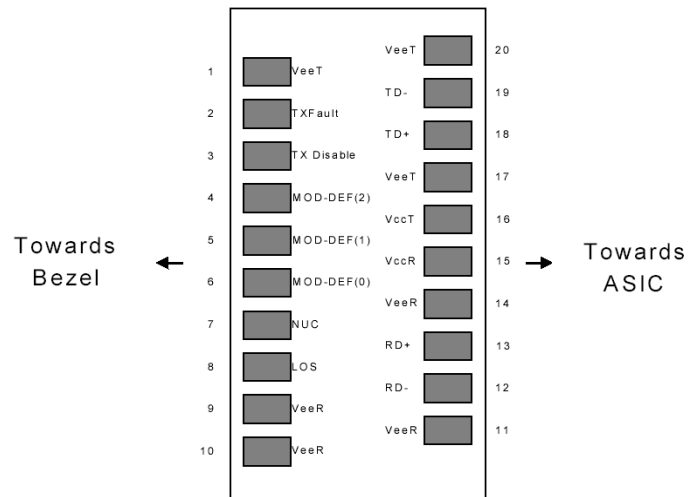 VeeT 20
1 VeeT
TD- 19
2 TXFault
TD+ 18
3 TX Disable
VeeT 17
4 MOD-DEF(2)
VccT 16
5 MOD-DEF(1)
Towards
Bezel
VccR 15
Towards
ASIC
6 MOD-DEF(0)
VeeR 14
7 NUC
RD+ 13
8 LOS
RD- 12
9 VeeR
VeeR 11
10 VeeR